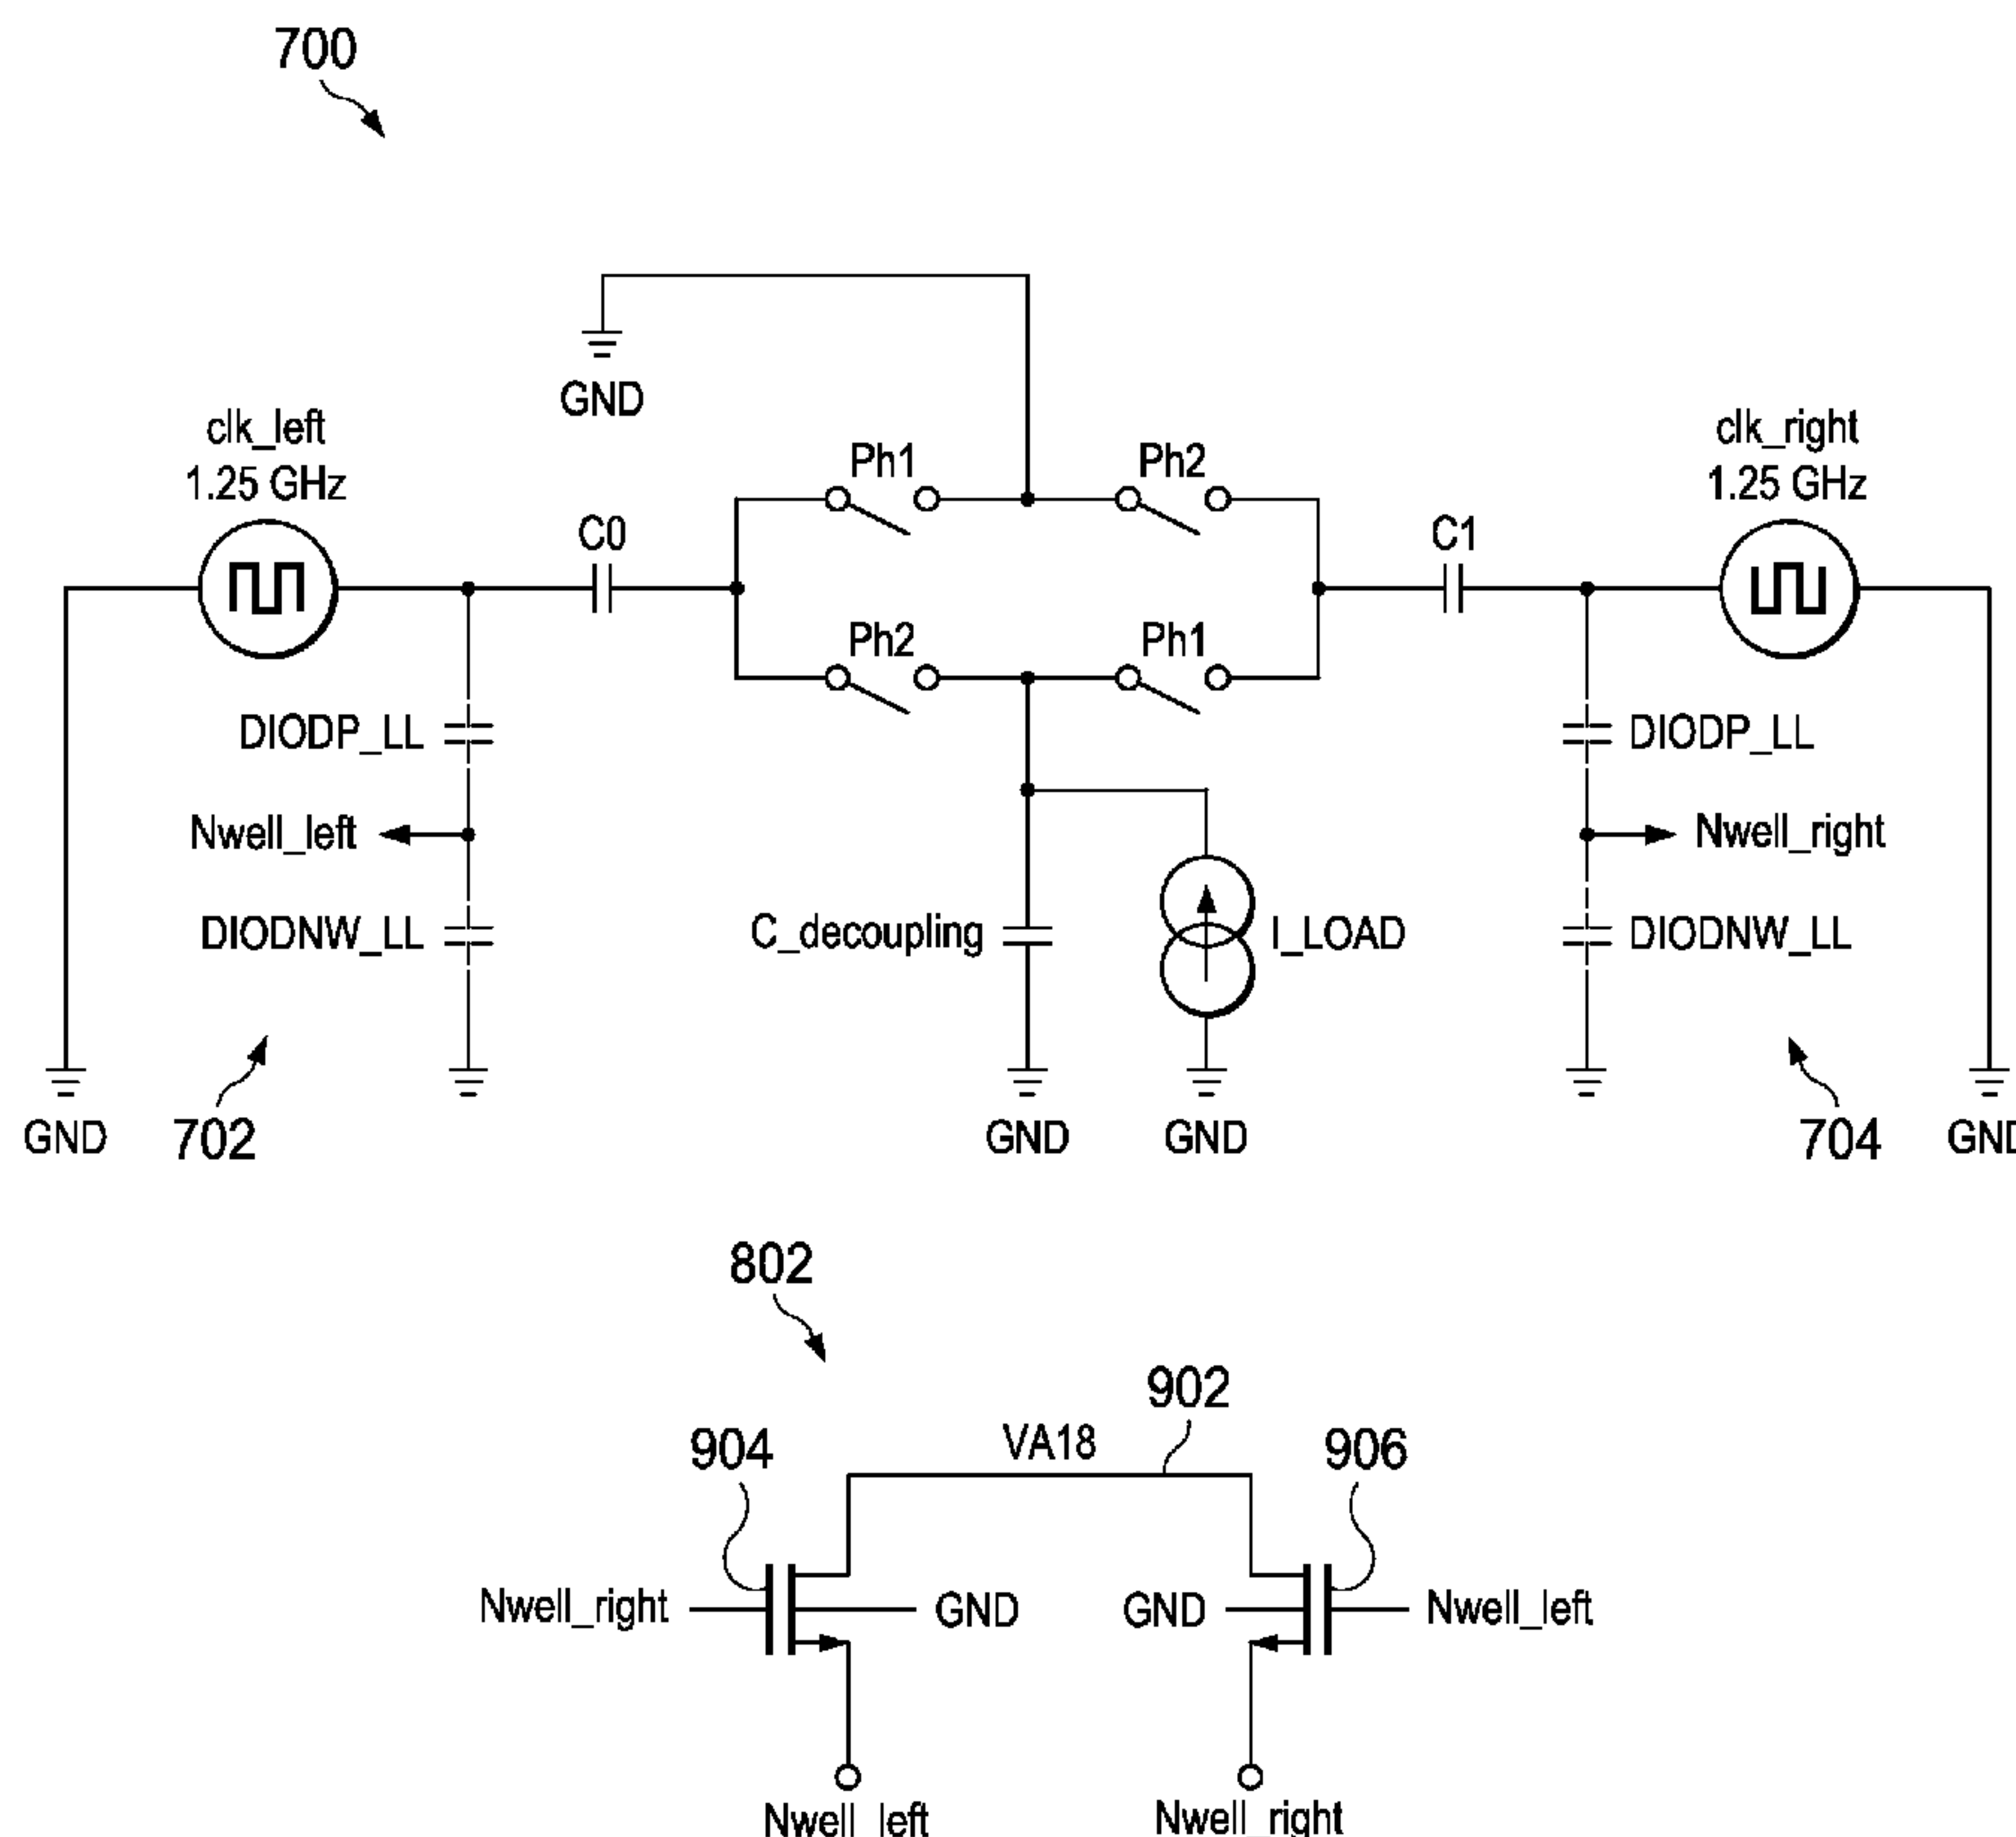 700
GND
clk_left
1.25 GHz
clk_right
1.25 GHz
Ph1
Ph2
C0
C1
Ph2
Ph1
DIODP_LL
DIODP_LL
Nwell_left
Nwell_right
DIODNW_LL
C_decoupling
I_LOAD
DIODNW_LL
GND
702
GND
GND
704
GND
802
902
VA18
904
906
Nwell_right
GND
GND
Nwell_left
Nwell_left
Nwell_right